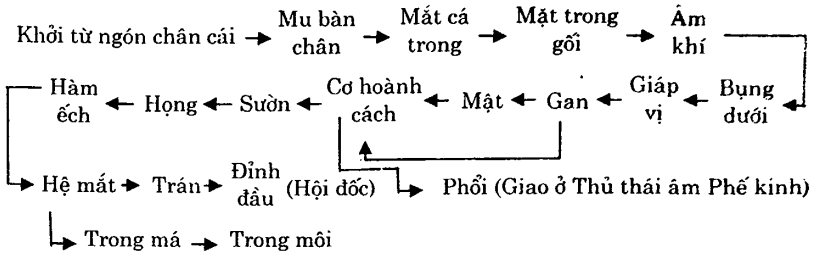 Khởi từ ngón chân cái → Mu bàn chân → Mắt cá trong → Mặt trong gối → Âm khí
Bụng dưới → Giáp vị → Gan → Mật → Cơ hoành cách → Sườn → Họng → Hàm ếch
Hệ mắt → Trán → Đỉnh đầu (Hội đốc)
Phổi (Giao ở Thủ thái âm Phế kinh)
Trong má → Trong môi